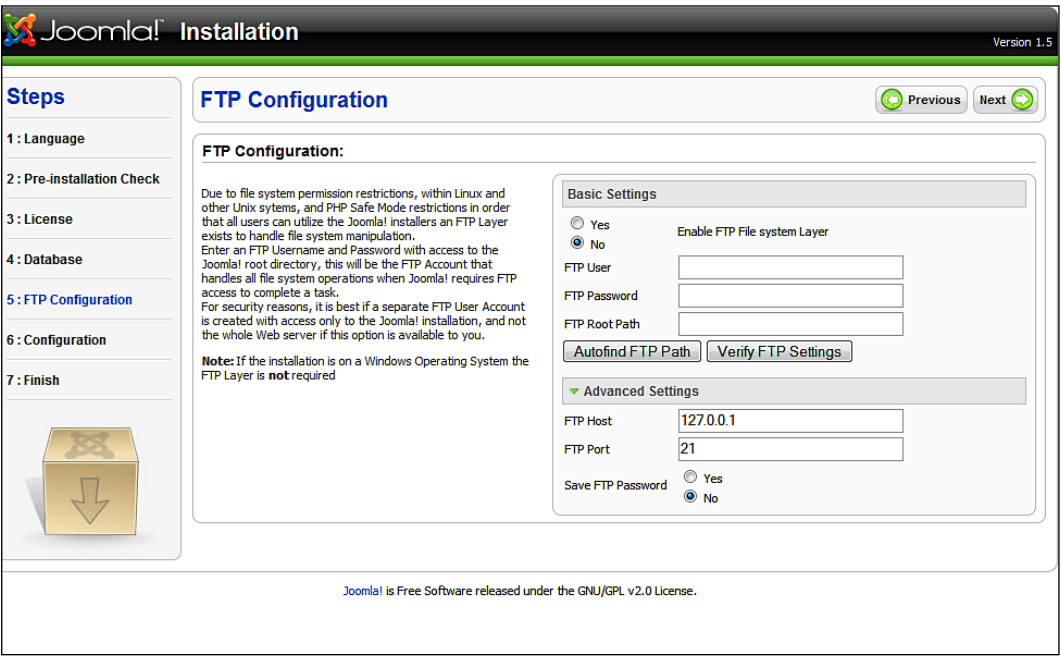 Joomla!™ Installation
Version 1.5
Steps
1 : Language
2 : Pre-installation Check
3 : License
4 : Database
5 : FTP Configuration
6 : Configuration
7 : Finish
FTP Configuration
Previous
Next
FTP Configuration:
Due to file system permission restrictions, within Linux and
other Unix sytems, and PHP Safe Mode restrictions in order
that all users can utilize the Joomla! installers an FTP Layer
exists to handle file system manipulation.
Enter an FTP Username and Password with access to the
Joomla! root directory, this will be the FTP Account that
handles all file system operations when Joomla! requires FTP
access to complete a task.
For security reasons, it is best if a separate FTP User Account
is created with access only to the Joomla! installation, and not
the whole Web server if this option is available to you.
Note: If the installation is on a Windows Operating System the
FTP Layer is not required
Basic Settings
Yes
No
Enable FTP File system Layer
FTP User
FTP Password
FTP Root Path
Autofind FTP Path Verify FTP Settings
Advanced Settings
FTP Host 127.0.0.1
FTP Port 21
Save FTP Password
Yes
No
Joomla! is Free Software released under the GNU/GPL v2.0 License.